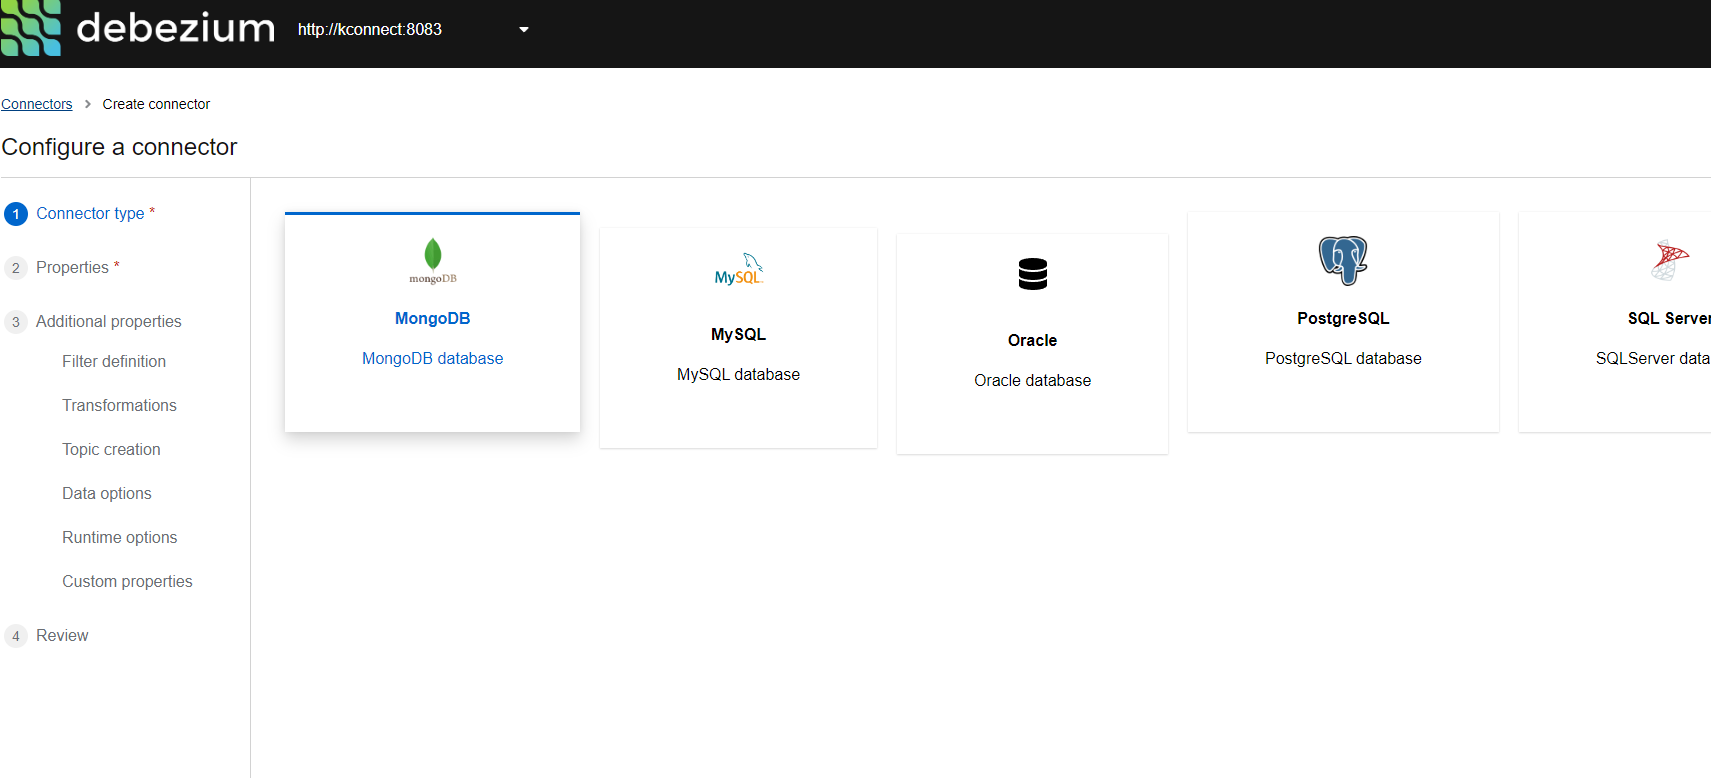 debezium
http://kconnect:8083
Connectors > Create connector
Configure a connector
1 Connector type *
2 Properties *
3 Additional properties
Filter definition
Transformations
Topic creation
Data options
Runtime options
Custom properties
4 Review
mongoDB
MongoDB
MongoDB database
MySQL
MySQL
MySQL database
Oracle
Oracle database
PostgreSQL
PostgreSQL database
SQL Server
SQLServer data